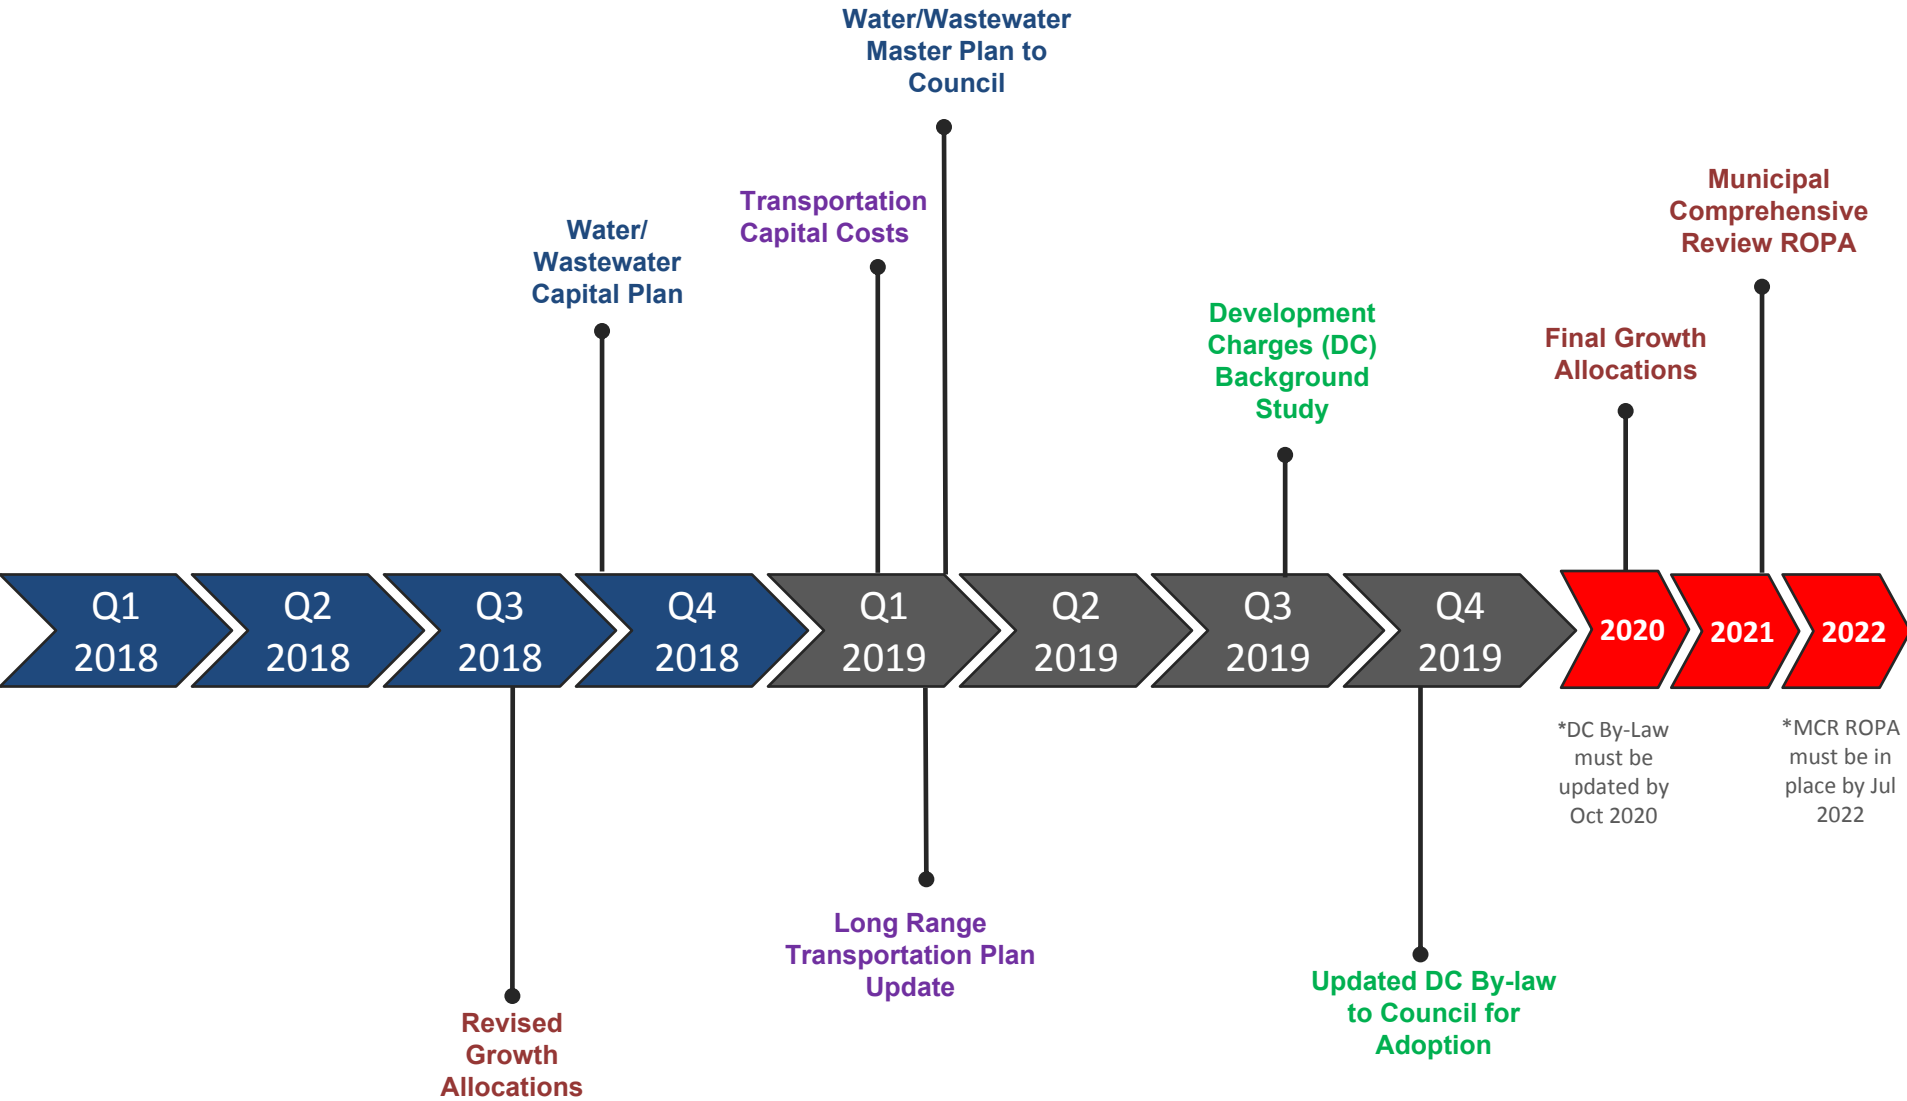 Water/Wastewater
Master Plan to
Council
Transportation
Capital Costs
Water/
Wastewater
Capital Plan
Municipal
Comprehensive
Review ROPA
Development
Charges (DC)
Background
Study
Final Growth
Allocations
Q1
2018
Q2
2018
Q3
2018
Q4
2018
Q1
2019
Q2
2019
Q3
2019
Q4
2019
2020
2021
2022
*DC By-Law
must be
updated by
Oct 2020
*MCR ROPA
must be in
place by Jul
2022
Long Range
Transportation Plan
Update
Updated DC By-law
to Council for
Adoption
Revised
Growth
Allocations